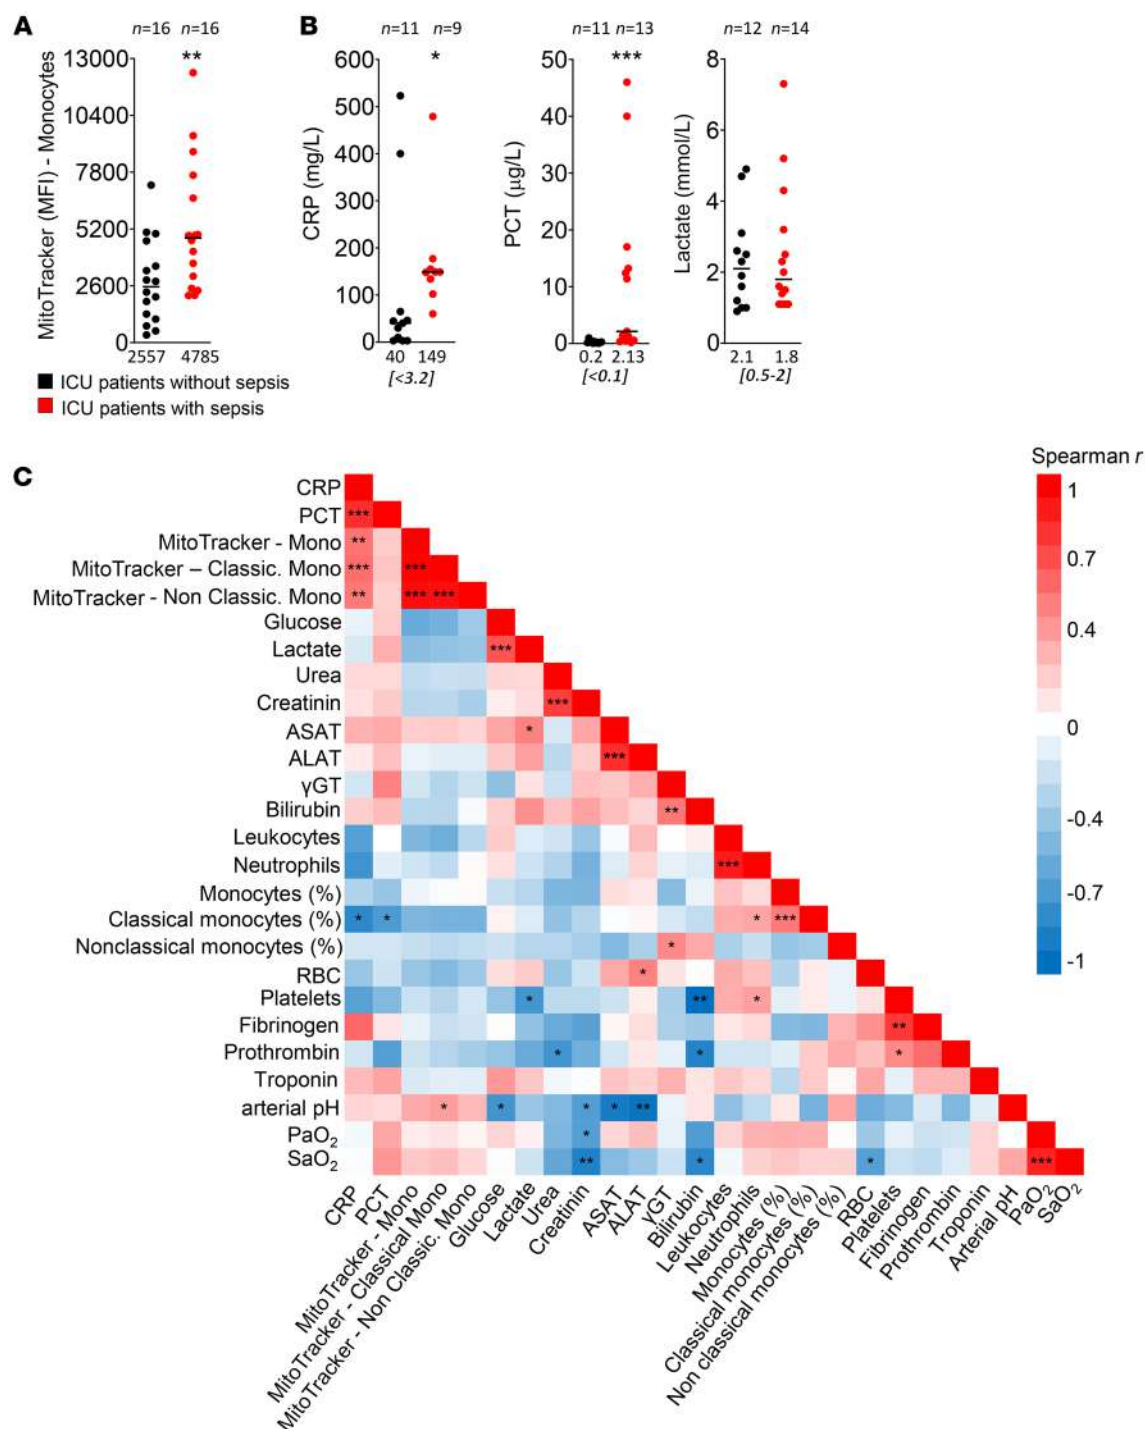 A
n=16 n=16
**
MitoTracker (MFI) - Monocytes
13000
10400
7800
5200
2600
0
2557 4785
ICU patients without sepsis
ICU patients with sepsis
B
n=11 n=9
*
CRP (mg/L)
600
500
400
300
200
100
0
40 149
[<3.2]
n=11 n=13
***
PCT (µg/L)
50
40
30
20
10
0
0.2 2.13
[<0.1]
n=12 n=14
Lactate (mmol/L)
8
6
4
2
0
2.1 1.8
[0.5-2]
C
Spearman r
1
0.7
0.4
0
-0.4
-0.7
-1
CRP
PCT ***
MitoTracker - Mono **
MitoTracker – Classic. Mono *** ***
MitoTracker - Non Classic. Mono ** *** ***
Glucose
Lactate ***
Urea
Creatinin ***
ASAT *
ALAT ***
γGT
Bilirubin **
Leukocytes
Neutrophils ***
Monocytes (%)
Classical monocytes (%) * * * ***
Nonclassical monocytes (%) *
RBC *
Platelets * ** *
Fibrinogen **
Prothrombin * * *
Troponin
arterial pH * * * * **
PaO2 *
SaO2 ** * * ***
CRP
PCT
MitoTracker - Mono
MitoTracker - Classical Mono
MitoTracker - Non Classic. Mono
Glucose
Lactate
Urea
Creatinin
ASAT
ALAT
γGT
Bilirubin
Leukocytes
Neutrophils
Monocytes (%)
Classical monocytes (%)
Non classical monocytes (%)
RBC
Platelets
Fibrinogen
Prothrombin
Troponin
Arterial pH
PaO2
SaO2